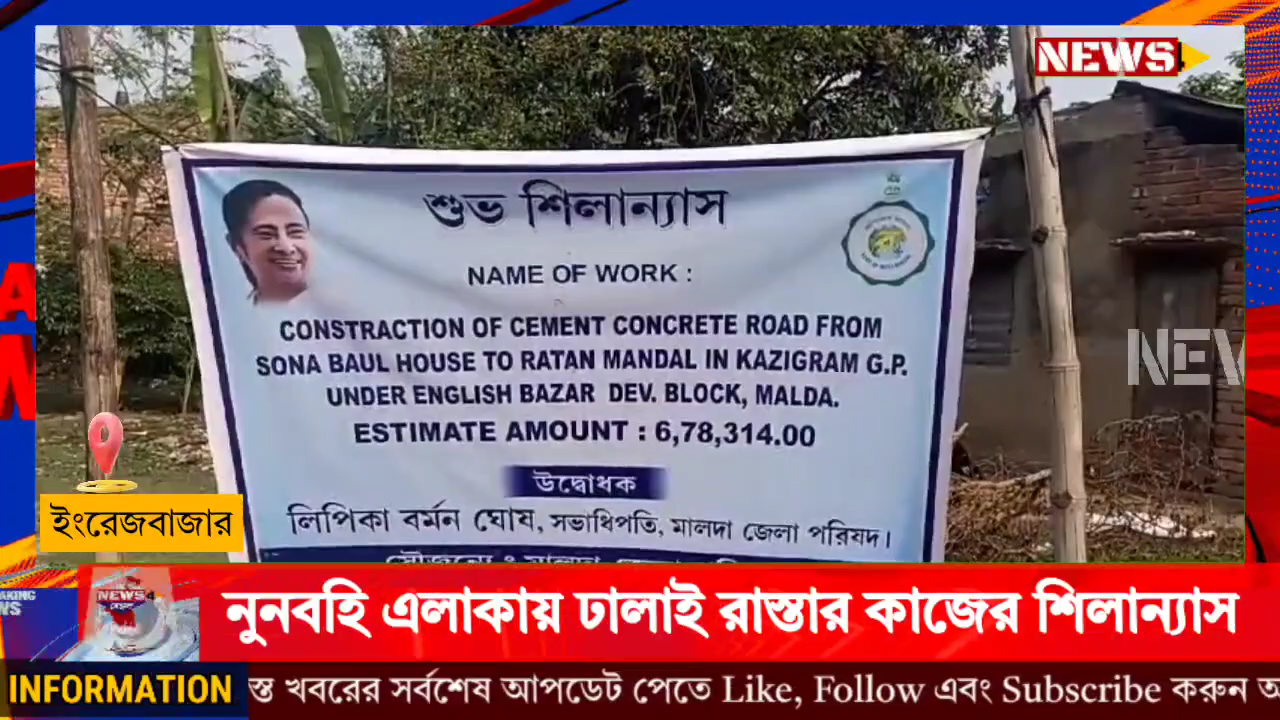 NEWS
শুভ শিলান্যাস
NAME OF WORK :
CONSTRACTION OF CEMENT CONCRETE ROAD FROM
SONA BAUL HOUSE TO RATAN MANDAL IN KAZIGRAM G.P.
UNDER ENGLISH BAZAR DEV. BLOCK, MALDA.
ESTIMATE AMOUNT : 6,78,314.00
উদ্বোধক
লিপিকা বর্মন ঘোষ, সভাধিপতি, মালদা জেলা পরিষদ।
NEW
ইংরেজবাজার
NEWS
নুনবহি এলাকায় ঢালাই রাস্তার কাজের শিলান্যাস
INFORMATION স্ত খবরের সর্বশেষ আপডেট পেতে Like, Follow এবং Subscribe করুন